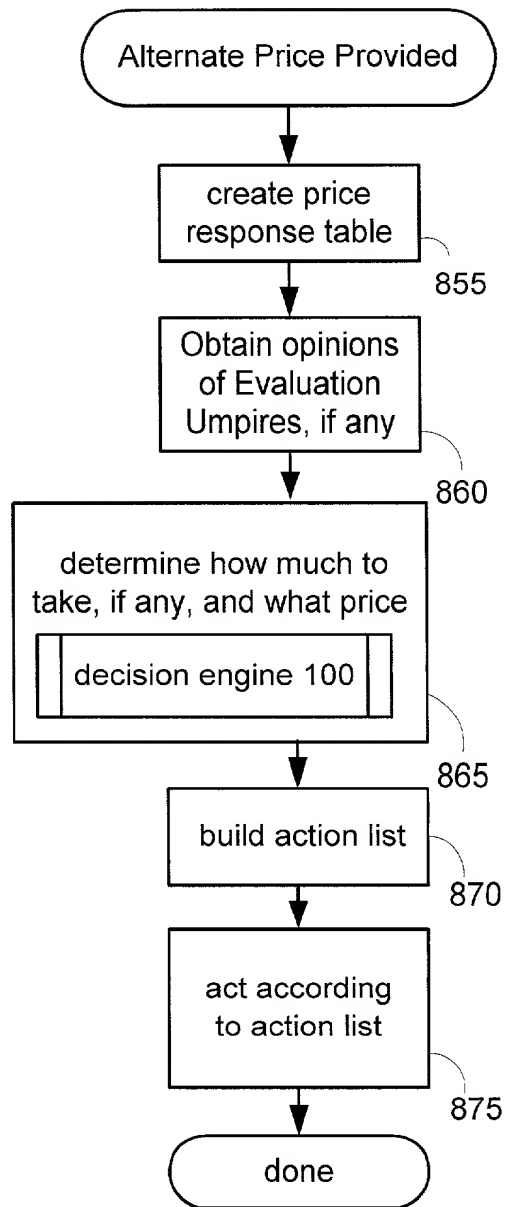 Alternate Price Provided
create price
response table
855
Obtain opinions
of Evaluation
Umpires, if any
860
determine how much to
take, if any, and what price
decision engine 100
865
build action list
870
act according
to action list
875
done